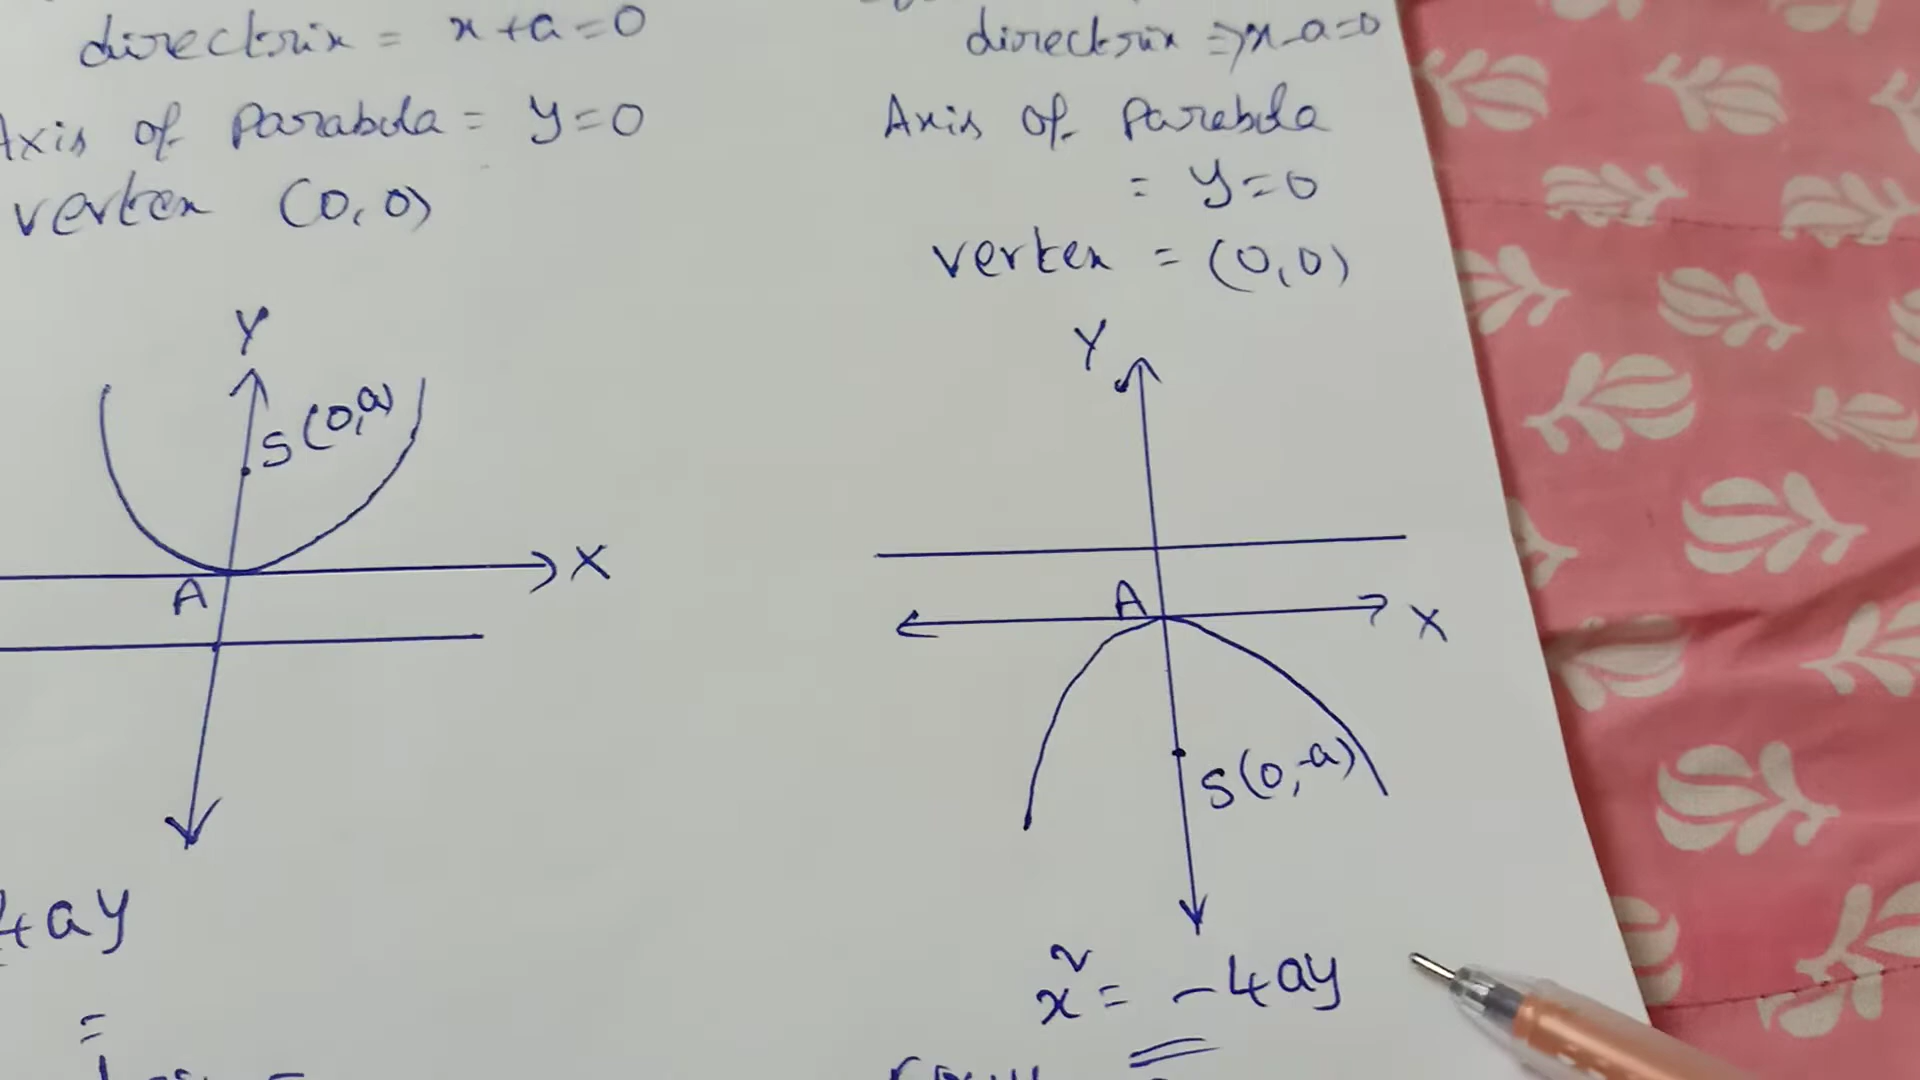 directrix = x+a=0
Axis of parabola = y=0
vertex (0,0)
Y
S(0,a)
X
A
4ay
=
directrix => x-a=0
Axis of parabola
= y=0
vertex = (0,0)
Y
A
X
S(0,-a)
x² = -4ay